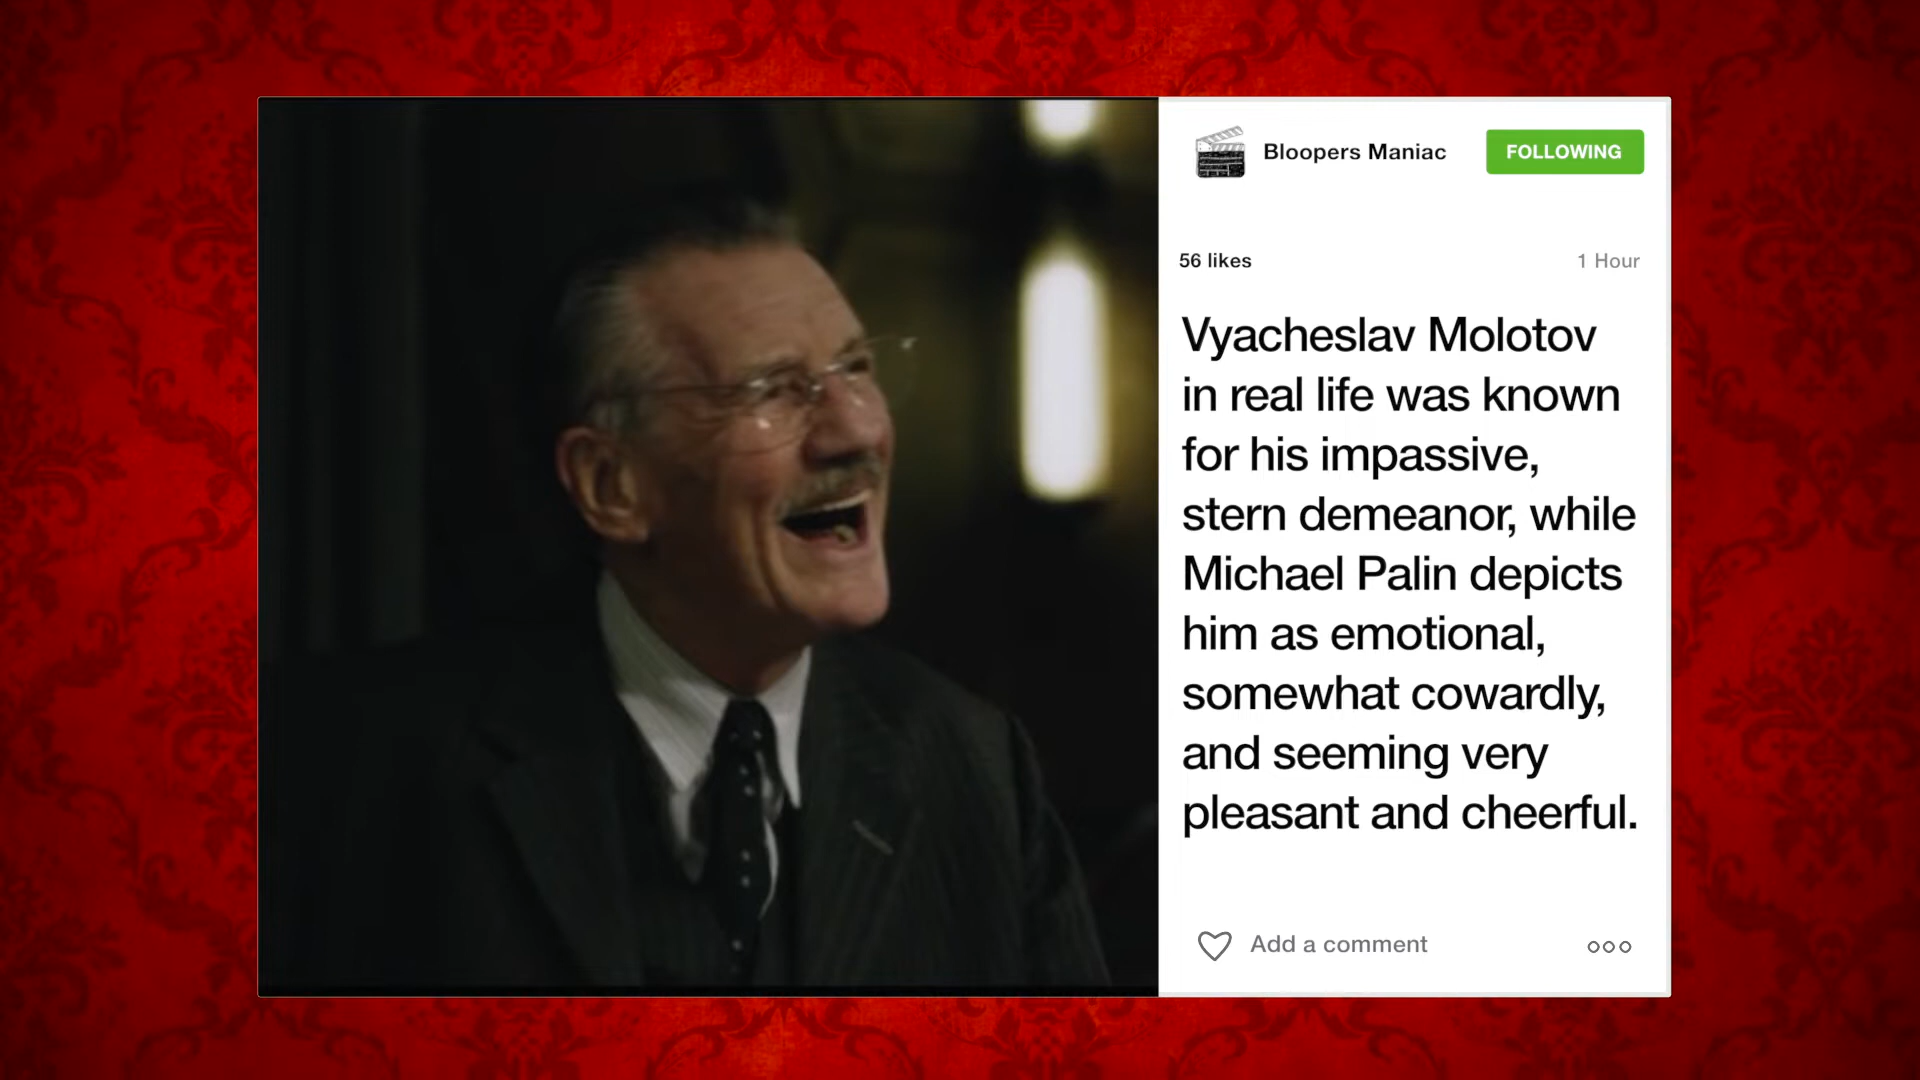 Bloopers Maniac
FOLLOWING
56 likes
1 Hour
Vyacheslav Molotov
in real life was known
for his impassive,
stern demeanor, while
Michael Palin depicts
him as emotional,
somewhat cowardly,
and seeming very
pleasant and cheerful.
Add a comment